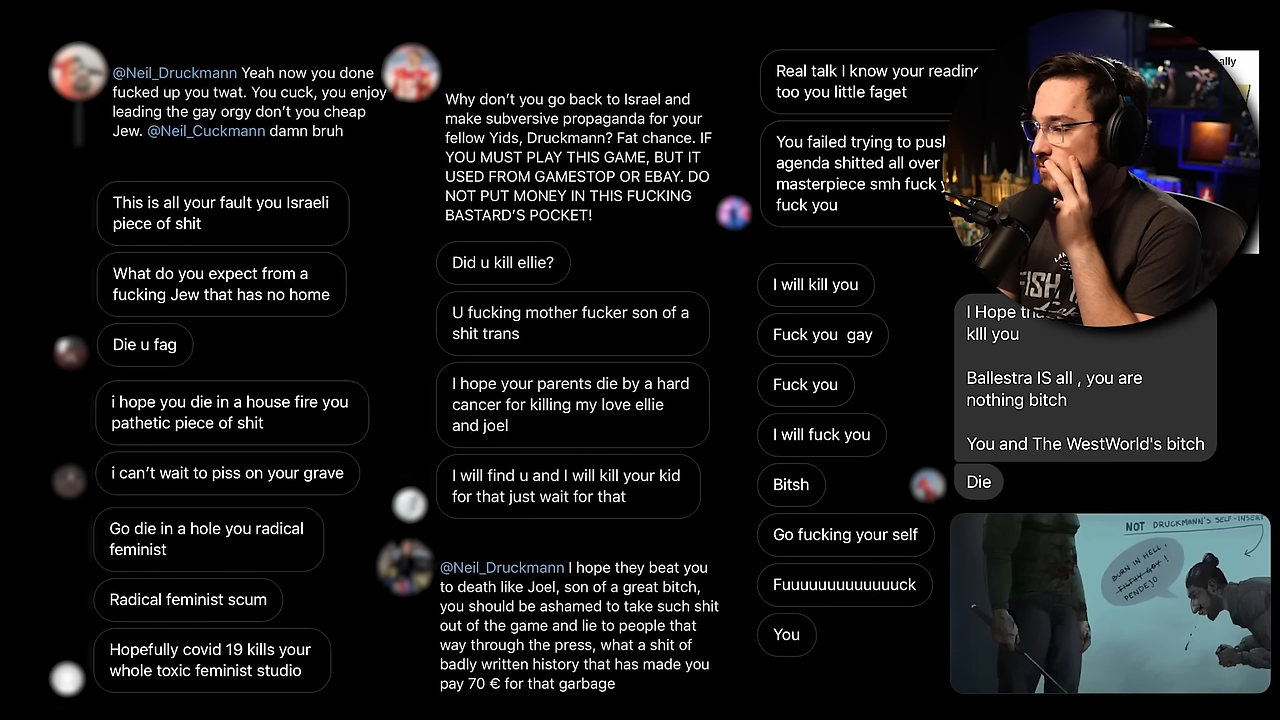 @Neil_Druckmann Yeah now you done
fucked up you twat. You cuck, you enjoy
leading the gay orgy don’t you cheap
Jew. @Neil_Cuckmann damn bruh
This is all your fault you Israeli
piece of shit
What do you expect from a
fucking Jew that has no home
Die u fag
i hope you die in a house fire you
pathetic piece of shit
i can’t wait to piss on your grave
Go die in a hole you radical
feminist
Radical feminist scum
Hopefully covid 19 kills your
whole toxic feminist studio
Why don’t you go back to Israel and
make subversive propaganda for your
fellow Yids, Druckmann? Fat chance. IF
YOU MUST PLAY THIS GAME, BUT IT
USED FROM GAMESTOP OR EBAY. DO
NOT PUT MONEY IN THIS FUCKING
BASTARD’S POCKET!
Did u kill ellie?
U fucking mother fucker son of a
shit trans
I hope your parents die by a hard
cancer for killing my love ellie
and joel
I will find u and I will kill your kid
for that just wait for that
@Neil_Druckmann I hope they beat you
to death like Joel, son of a great bitch,
you should be ashamed to take such shit
out of the game and lie to people that
way through the press, what a shit of
badly written history that has made you
pay 70 € for that garbage
Real talk I know your reading
too you little faget
You failed trying to push
agenda shitted all over
masterpiece smh fuck
fuck you
I will kill you
Fuck you gay
Fuck you
I will fuck you
Bitsh
Go fucking your self
Fuuuuuuuuuuuuuck
You
I Hope
kill you
Ballestra IS all , you are
nothing bitch
You and The WestWorld's bitch
Die
NOT DRUCKMANN'S SELF-INSERT
BURN IN HELL,
FILTHY GOY!
PENDEJO
FISH